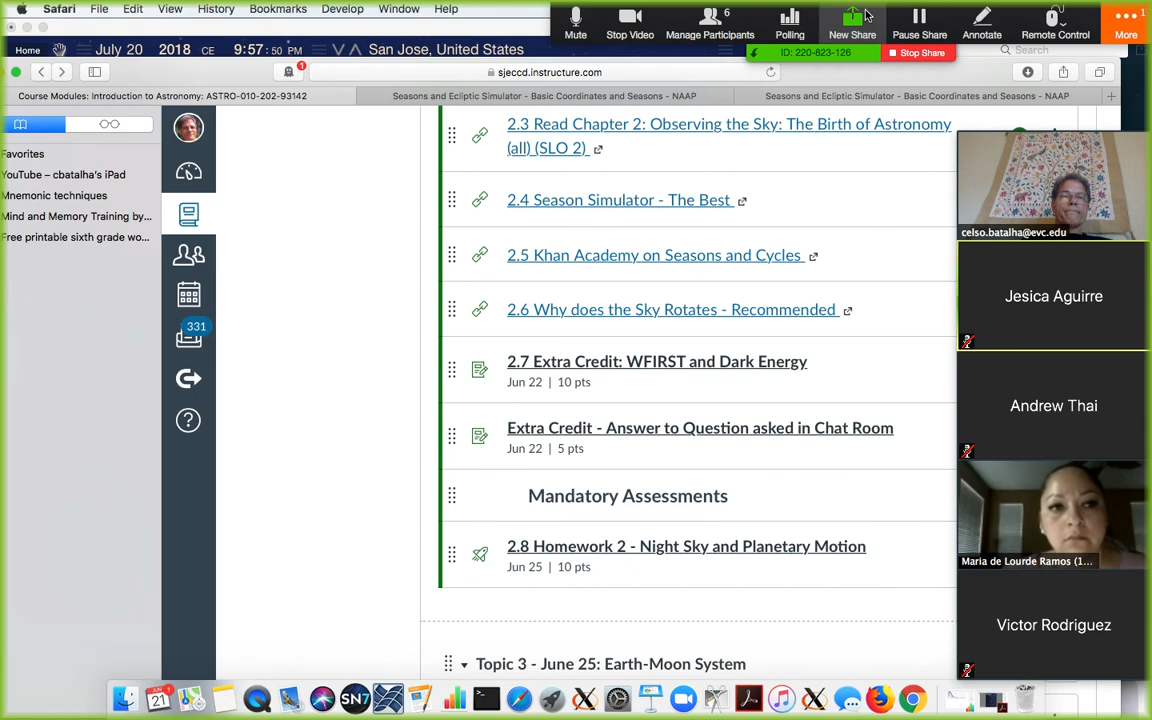 Safari File Edit View History Bookmarks Develop Window Help
6
1
Mute Stop Video Manage Participants Polling New Share Pause Share Annotate Remote Control More
ID: 220-823-126 Stop Share
Home July 20 2018 CE 9:57:50 PM San Jose, United States
Search
1
sjeccd.instructure.com
Course Modules: Introduction to Astronomy: ASTRO-010-202-93142
Seasons and Ecliptic Simulator - Basic Coordinates and Seasons - NAAP
Seasons and Ecliptic Simulator - Basic Coordinates and Seasons - NAAP
Favorites
YouTube – cbatalha's iPad
Mnemonic techniques
Mind and Memory Training by...
Free printable sixth grade wo...
331
2.3 Read Chapter 2: Observing the Sky: The Birth of Astronomy
(all) (SLO 2)
2.4 Season Simulator - The Best
2.5 Khan Academy on Seasons and Cycles
2.6 Why does the Sky Rotates - Recommended
2.7 Extra Credit: WFIRST and Dark Energy
Jun 22 | 10 pts
Extra Credit - Answer to Question asked in Chat Room
Jun 22 | 5 pts
Mandatory Assessments
2.8 Homework 2 - Night Sky and Planetary Motion
Jun 25 | 10 pts
Topic 3 - June 25: Earth-Moon System
celso.batalha@evc.edu
Jesica Aguirre
Andrew Thai
Maria de Lourde Ramos (1...
Victor Rodriguez
21
SN7